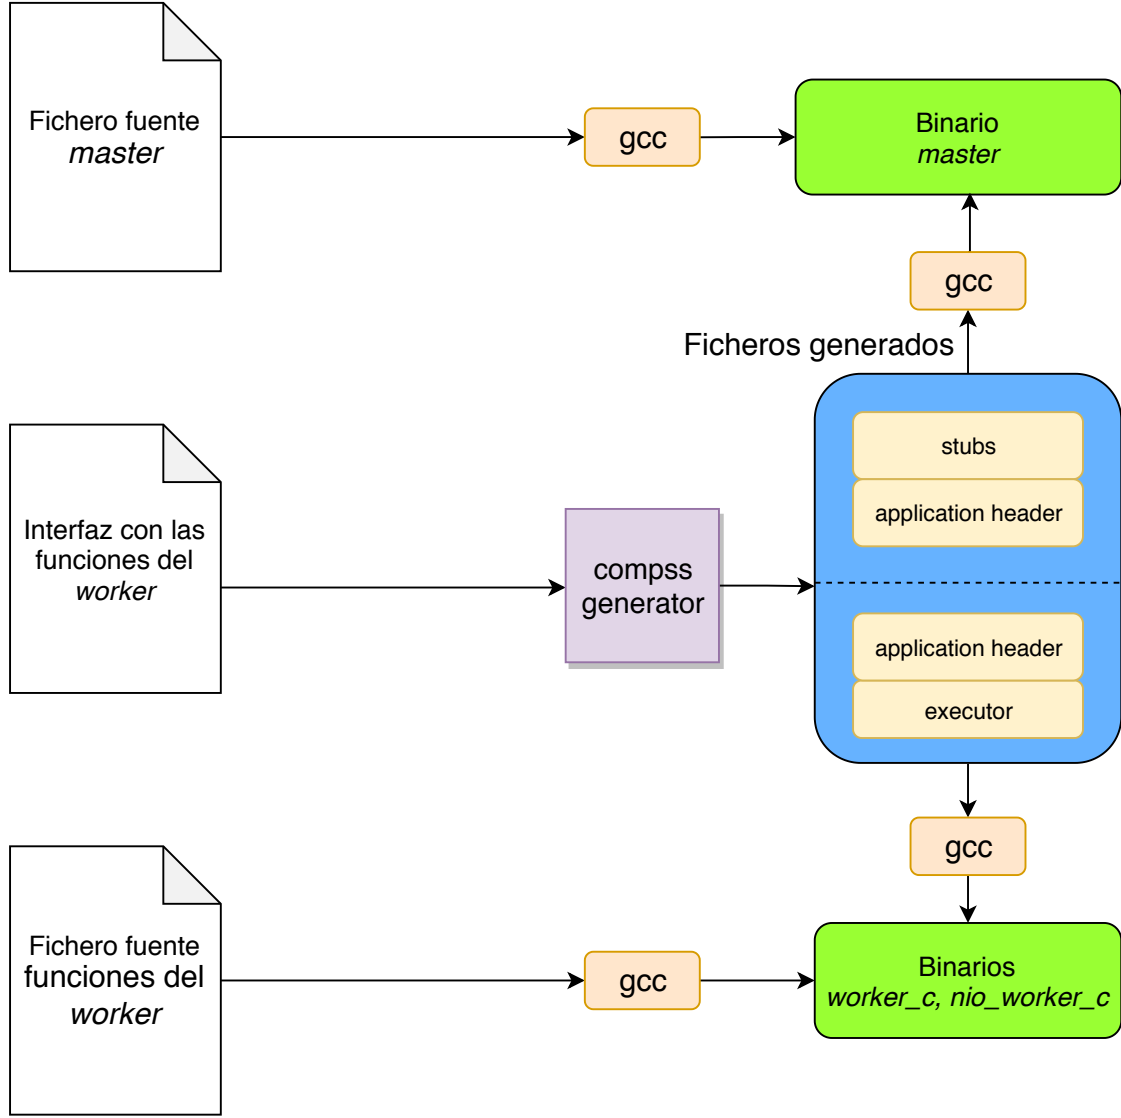 Fichero fuente
master
gcc
Binario
master
gcc
Ficheros generados
stubs
application header
Interfaz con las
funciones del
worker
compss
generator
application header
executor
gcc
Fichero fuente
funciones del
worker
gcc
Binarios
worker_c, nio_worker_c